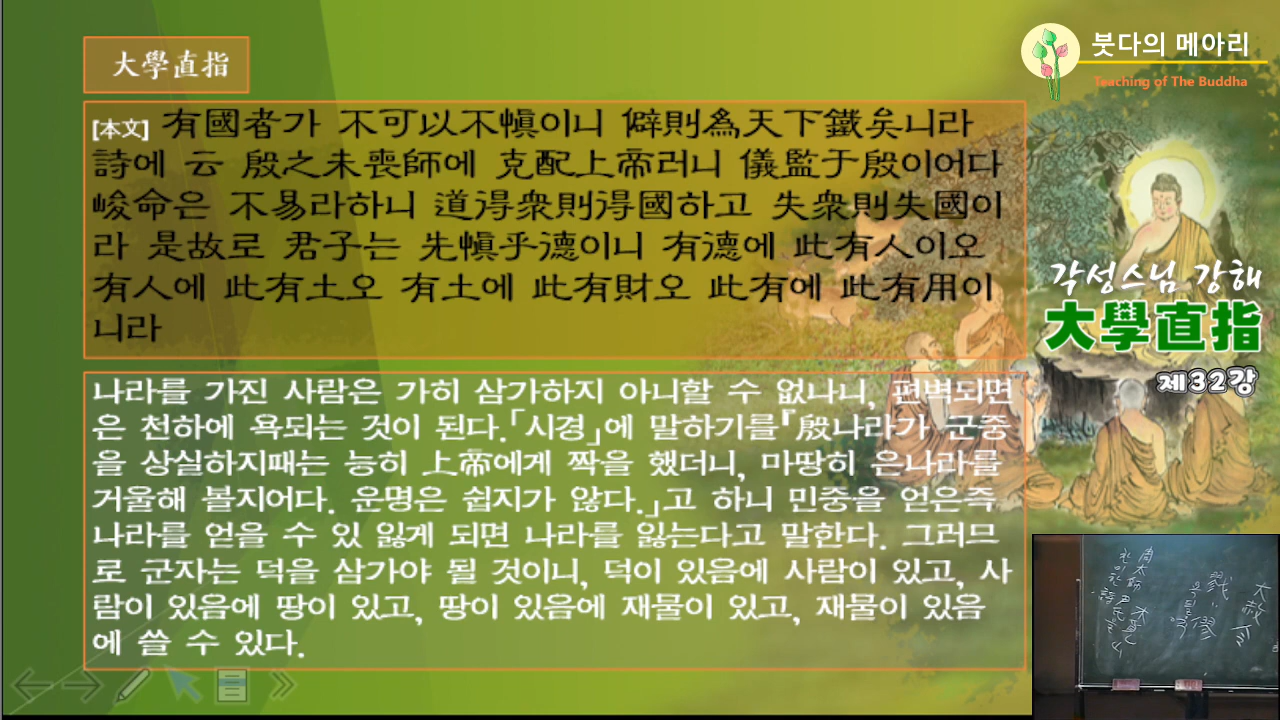 大學直指
[本文] 有國者가 不可以不愼이니 僻則為天下鐵矣니라
詩에 云 殷之未喪師에 克配上帝러니 儀監于殷이어다
峻命은 不易라하니 道得衆則得國하고 失衆則失國이
라 是故로 君子는 先愼乎德이니 有德에 此有人이오
有人에 此有土오 有土에 此有財오 此有에 此有用이
니라
나라를 가진 사람은 가히 삼가하지 아니할 수 없나니, 편벽되면
은 천하에 욕되는 것이 된다.「시경」에 말하기를『殷나라가 군중
을 상실하지때는 능히 上帝에게 짝을 했더니, 마땅히 은나라를
거울해 볼지어다. 운명은 쉽지가 않다.」고 하니 민중을 얻은즉
나라를 얻을 수 있 잃게 되면 나라를 잃는다고 말한다. 그러므
로 군자는 덕을 삼가야 될 것이니, 덕이 있음에 사람이 있고, 사
람이 있음에 땅이 있고, 땅이 있음에 재물이 있고, 재물이 있음
에 쓸 수 있다.
붓다의 메아리
Teaching of The Buddha
각성스님 강해
大學直指
제32강